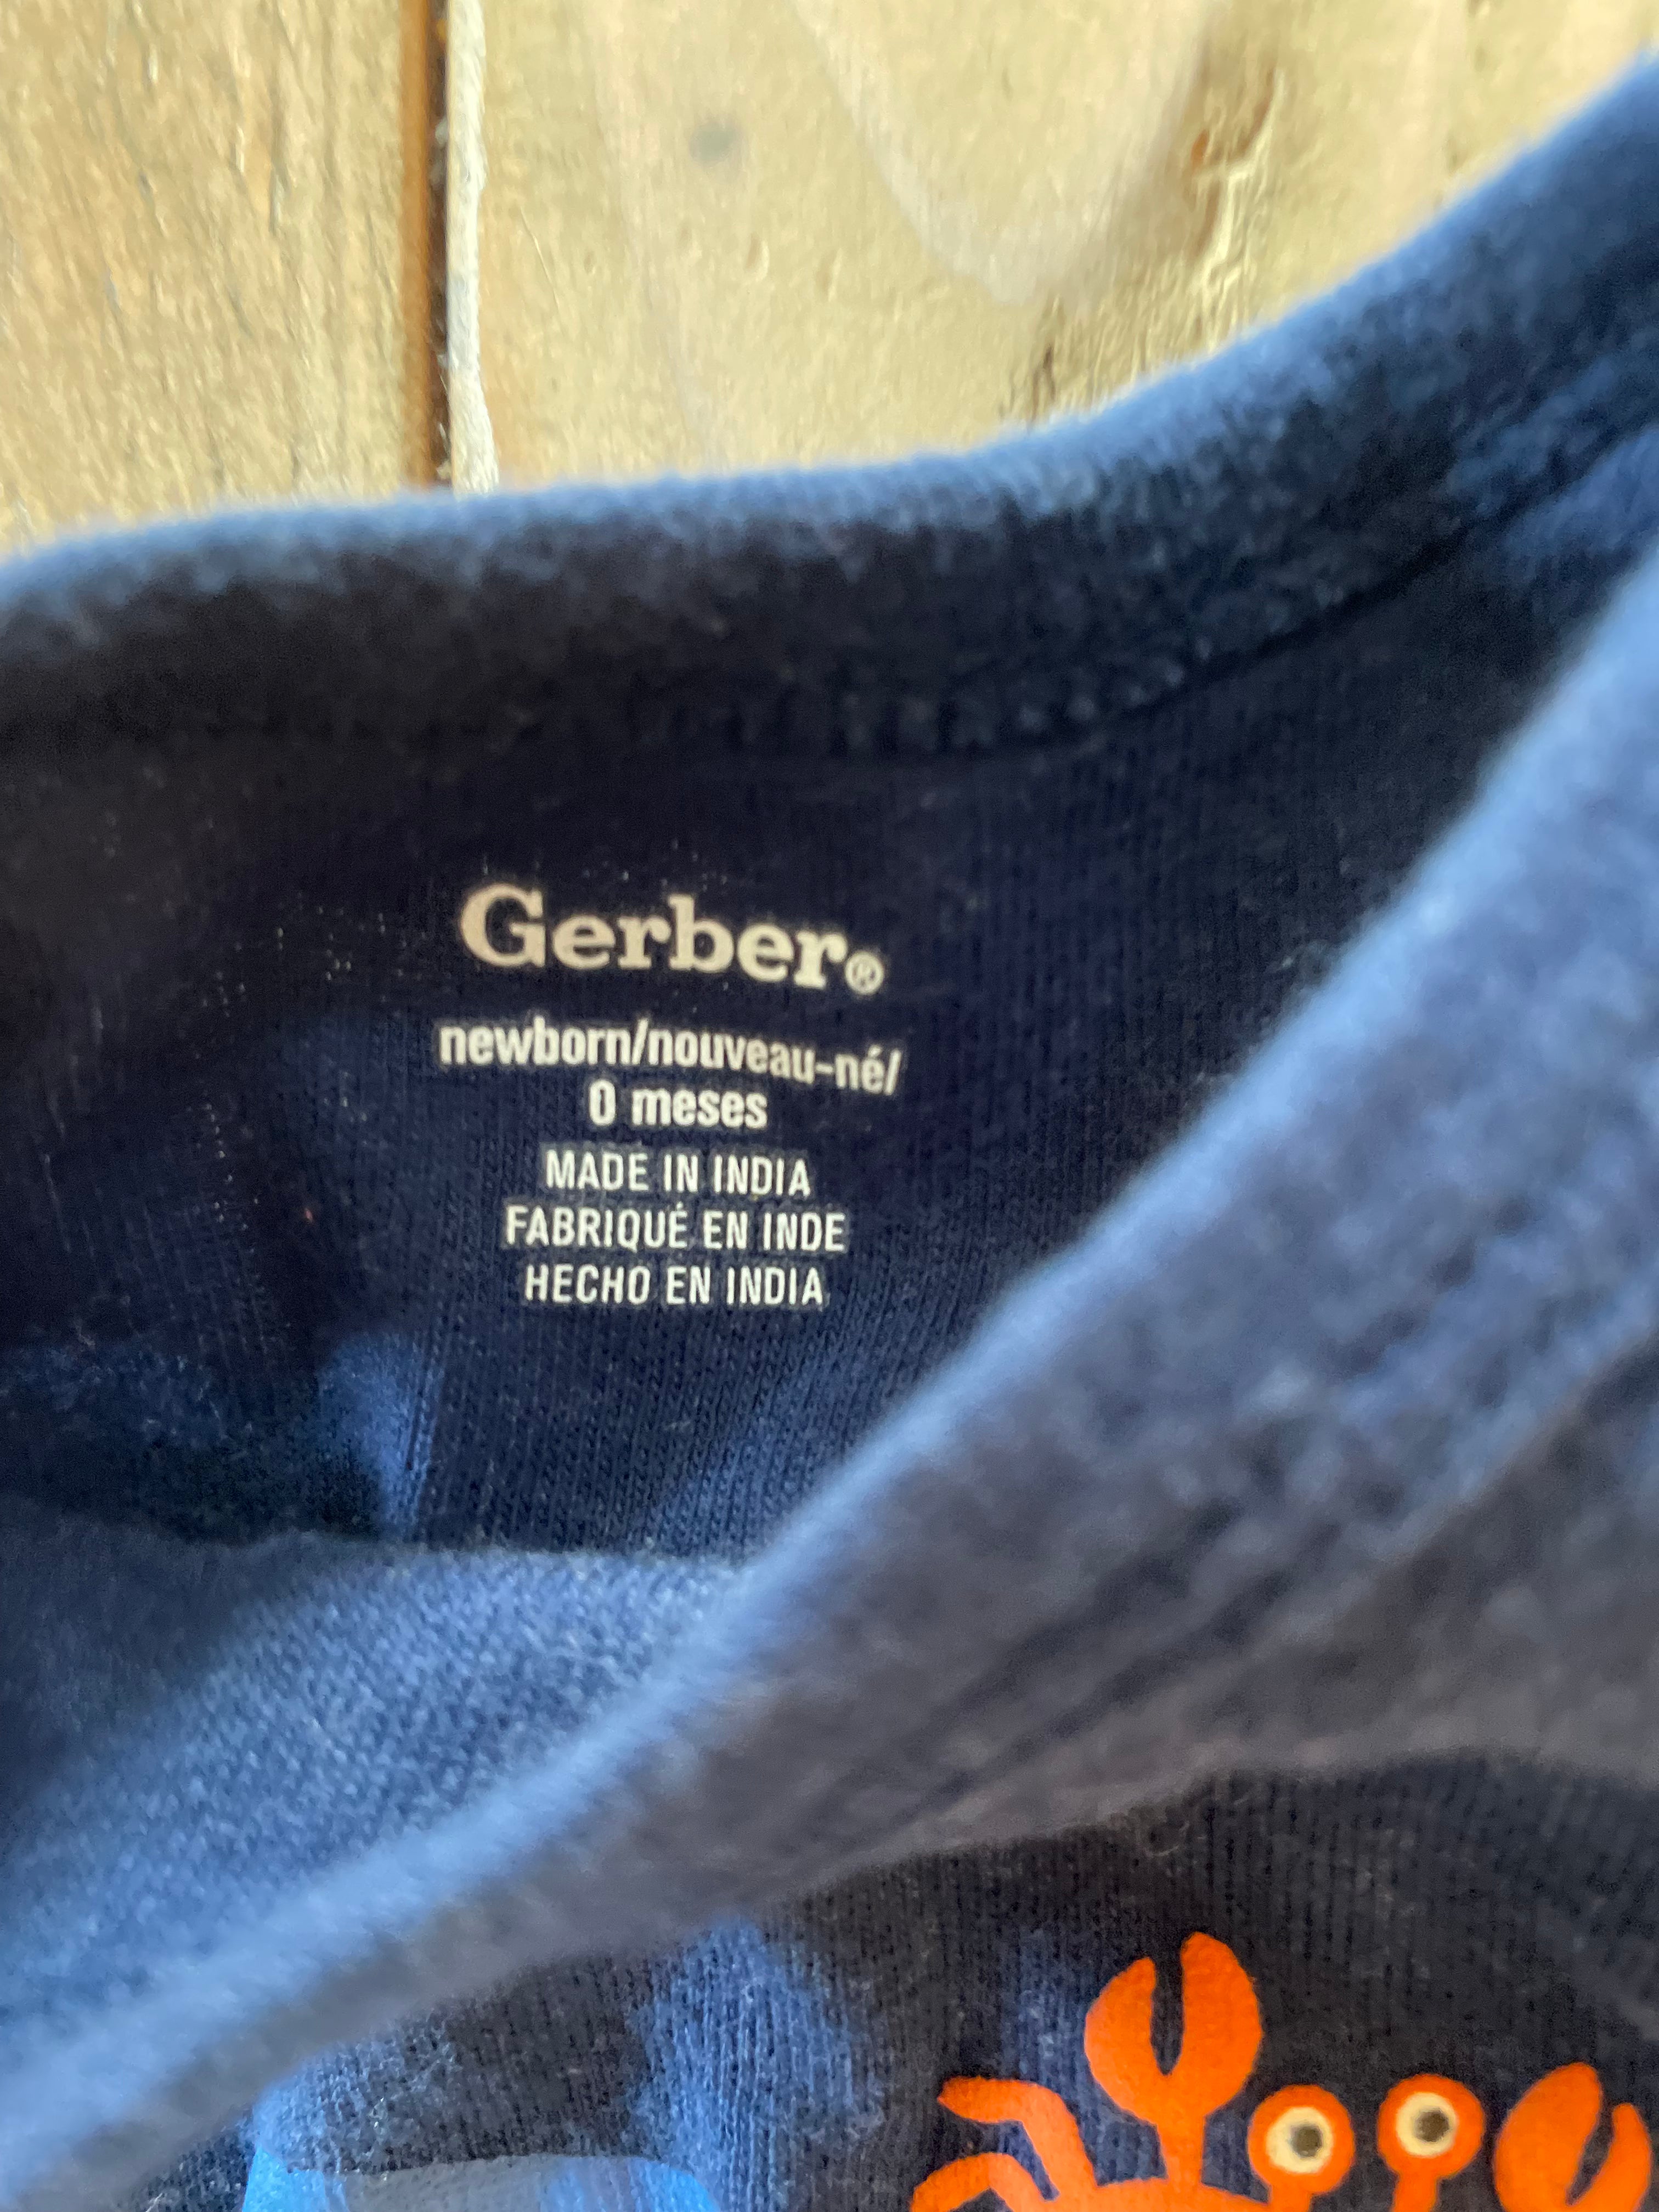 Gerber®
newborn/nouveau-né/
0 meses
MADE IN INDIA
FABRIQUÉ EN INDE
HECHO EN INDIA